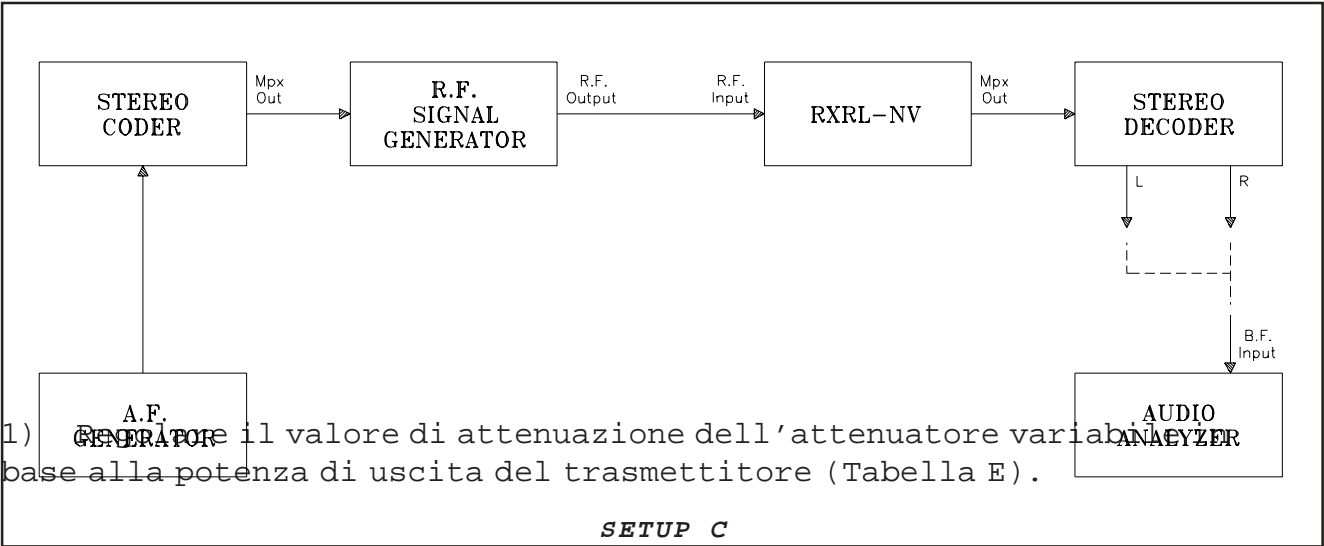 STEREO
CODER
Mpx
Out
R.F.
SIGNAL
GENERATOR
R.F.
Output
R.F.
Input
RXRL-NV
Mpx
Out
STEREO
DECODER
L
R
B.F.
Input
A.F.
GENERATOR
AUDIO
ANALYZER
1) Regolare il valore di attenuazione dell'attenuatore variabile in
base alla potenza di uscita del trasmettitore (Tabella E).
SETUP C